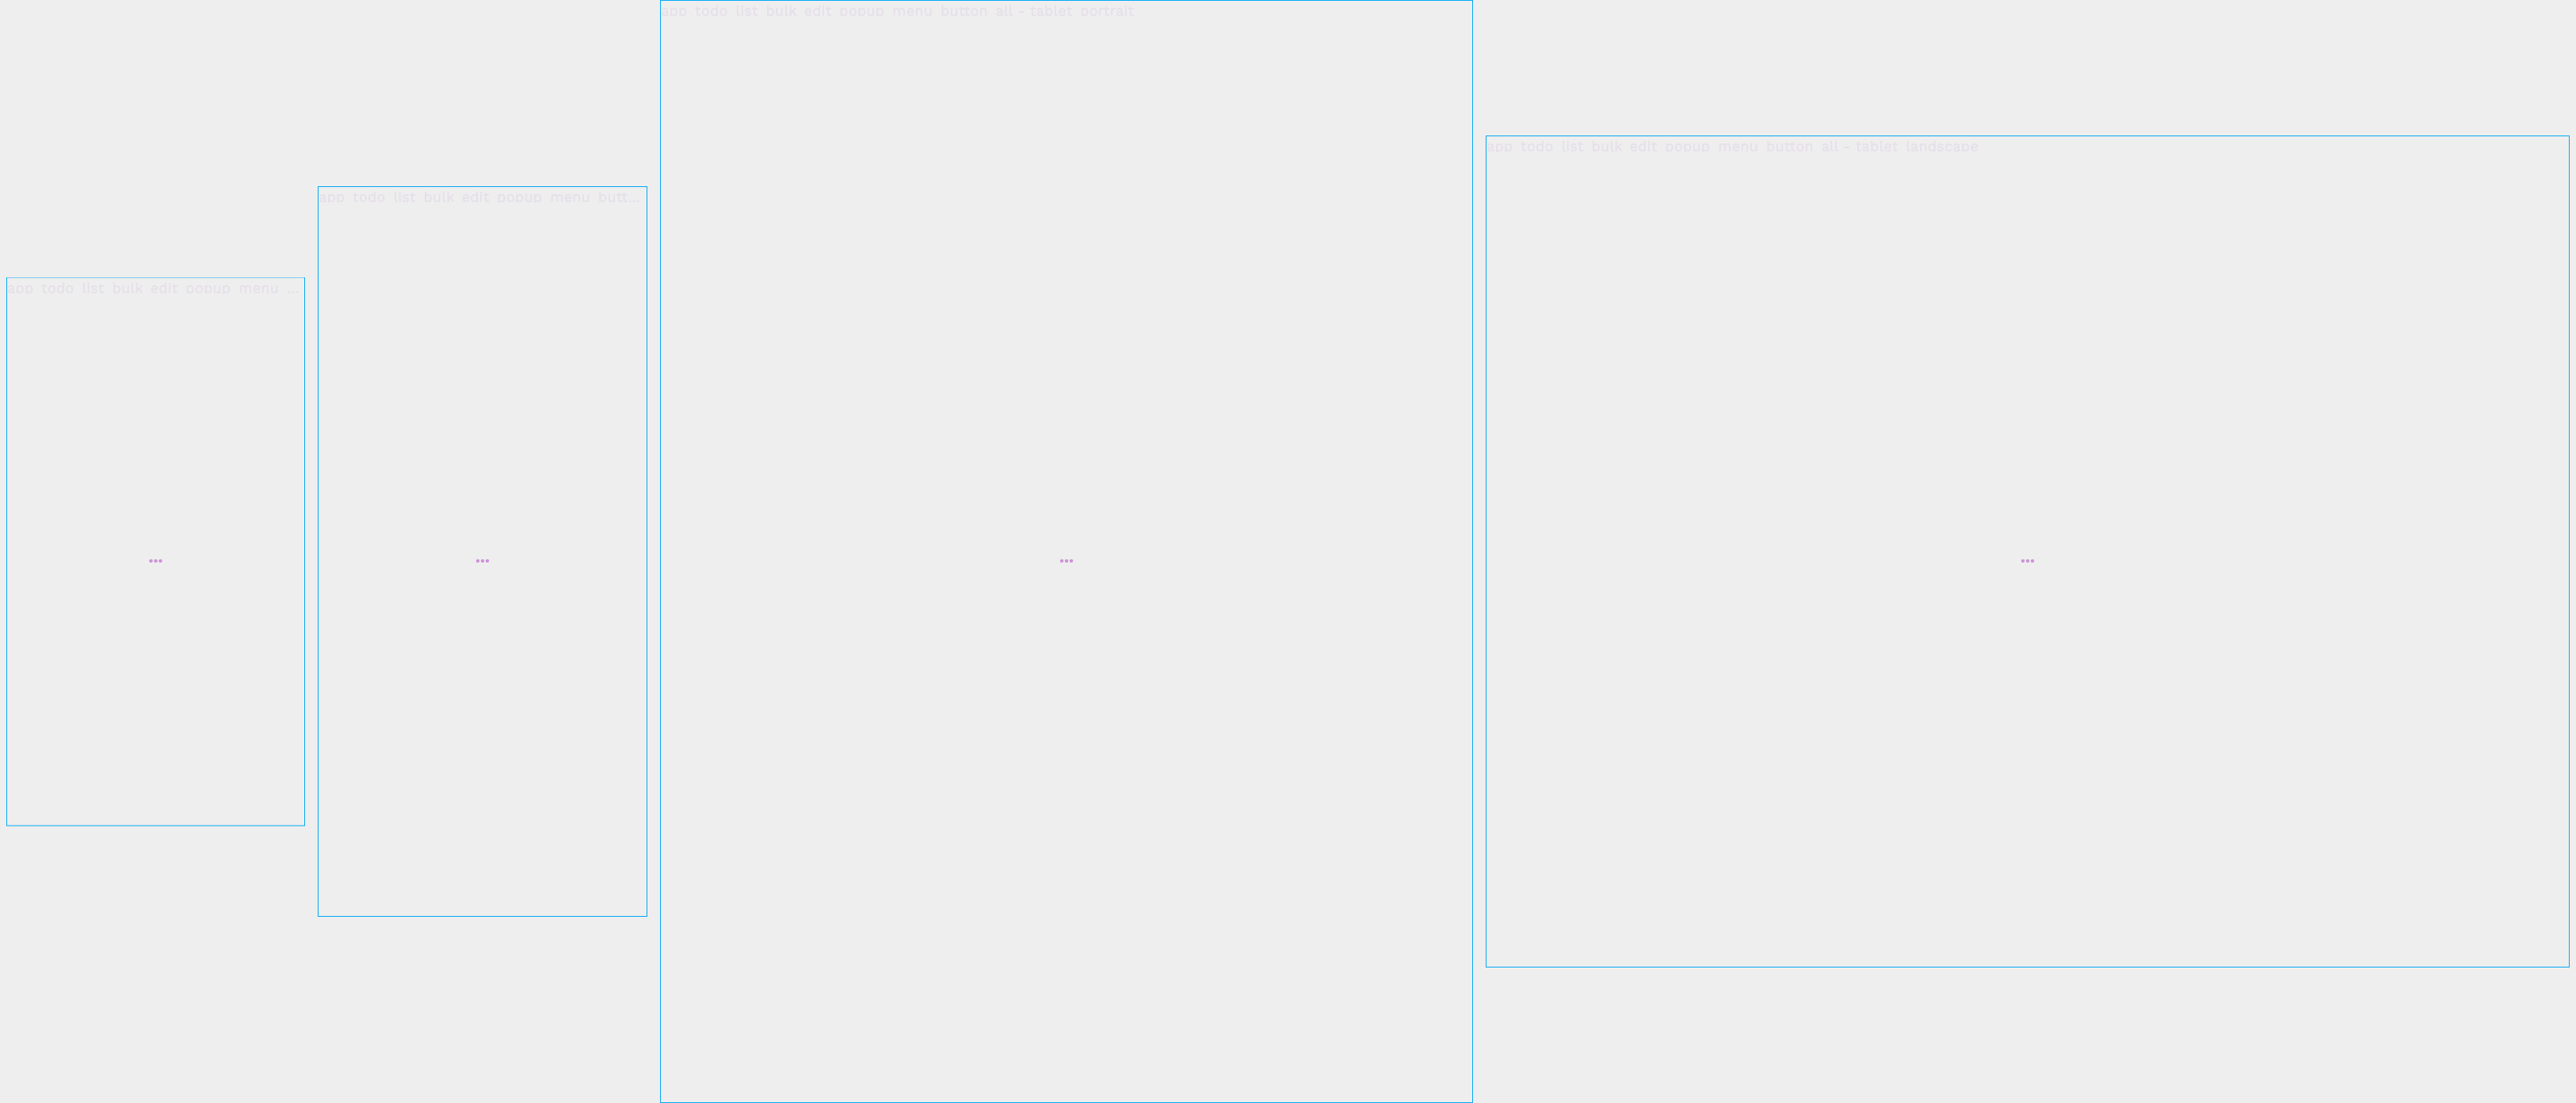 app todo list bulk edit popup menu button all - tablet portrait
app todo list bulk edit popup menu button all - tablet landscape
app todo list bulk edit popup menu butt...
app todo list bulk edit popup menu ...